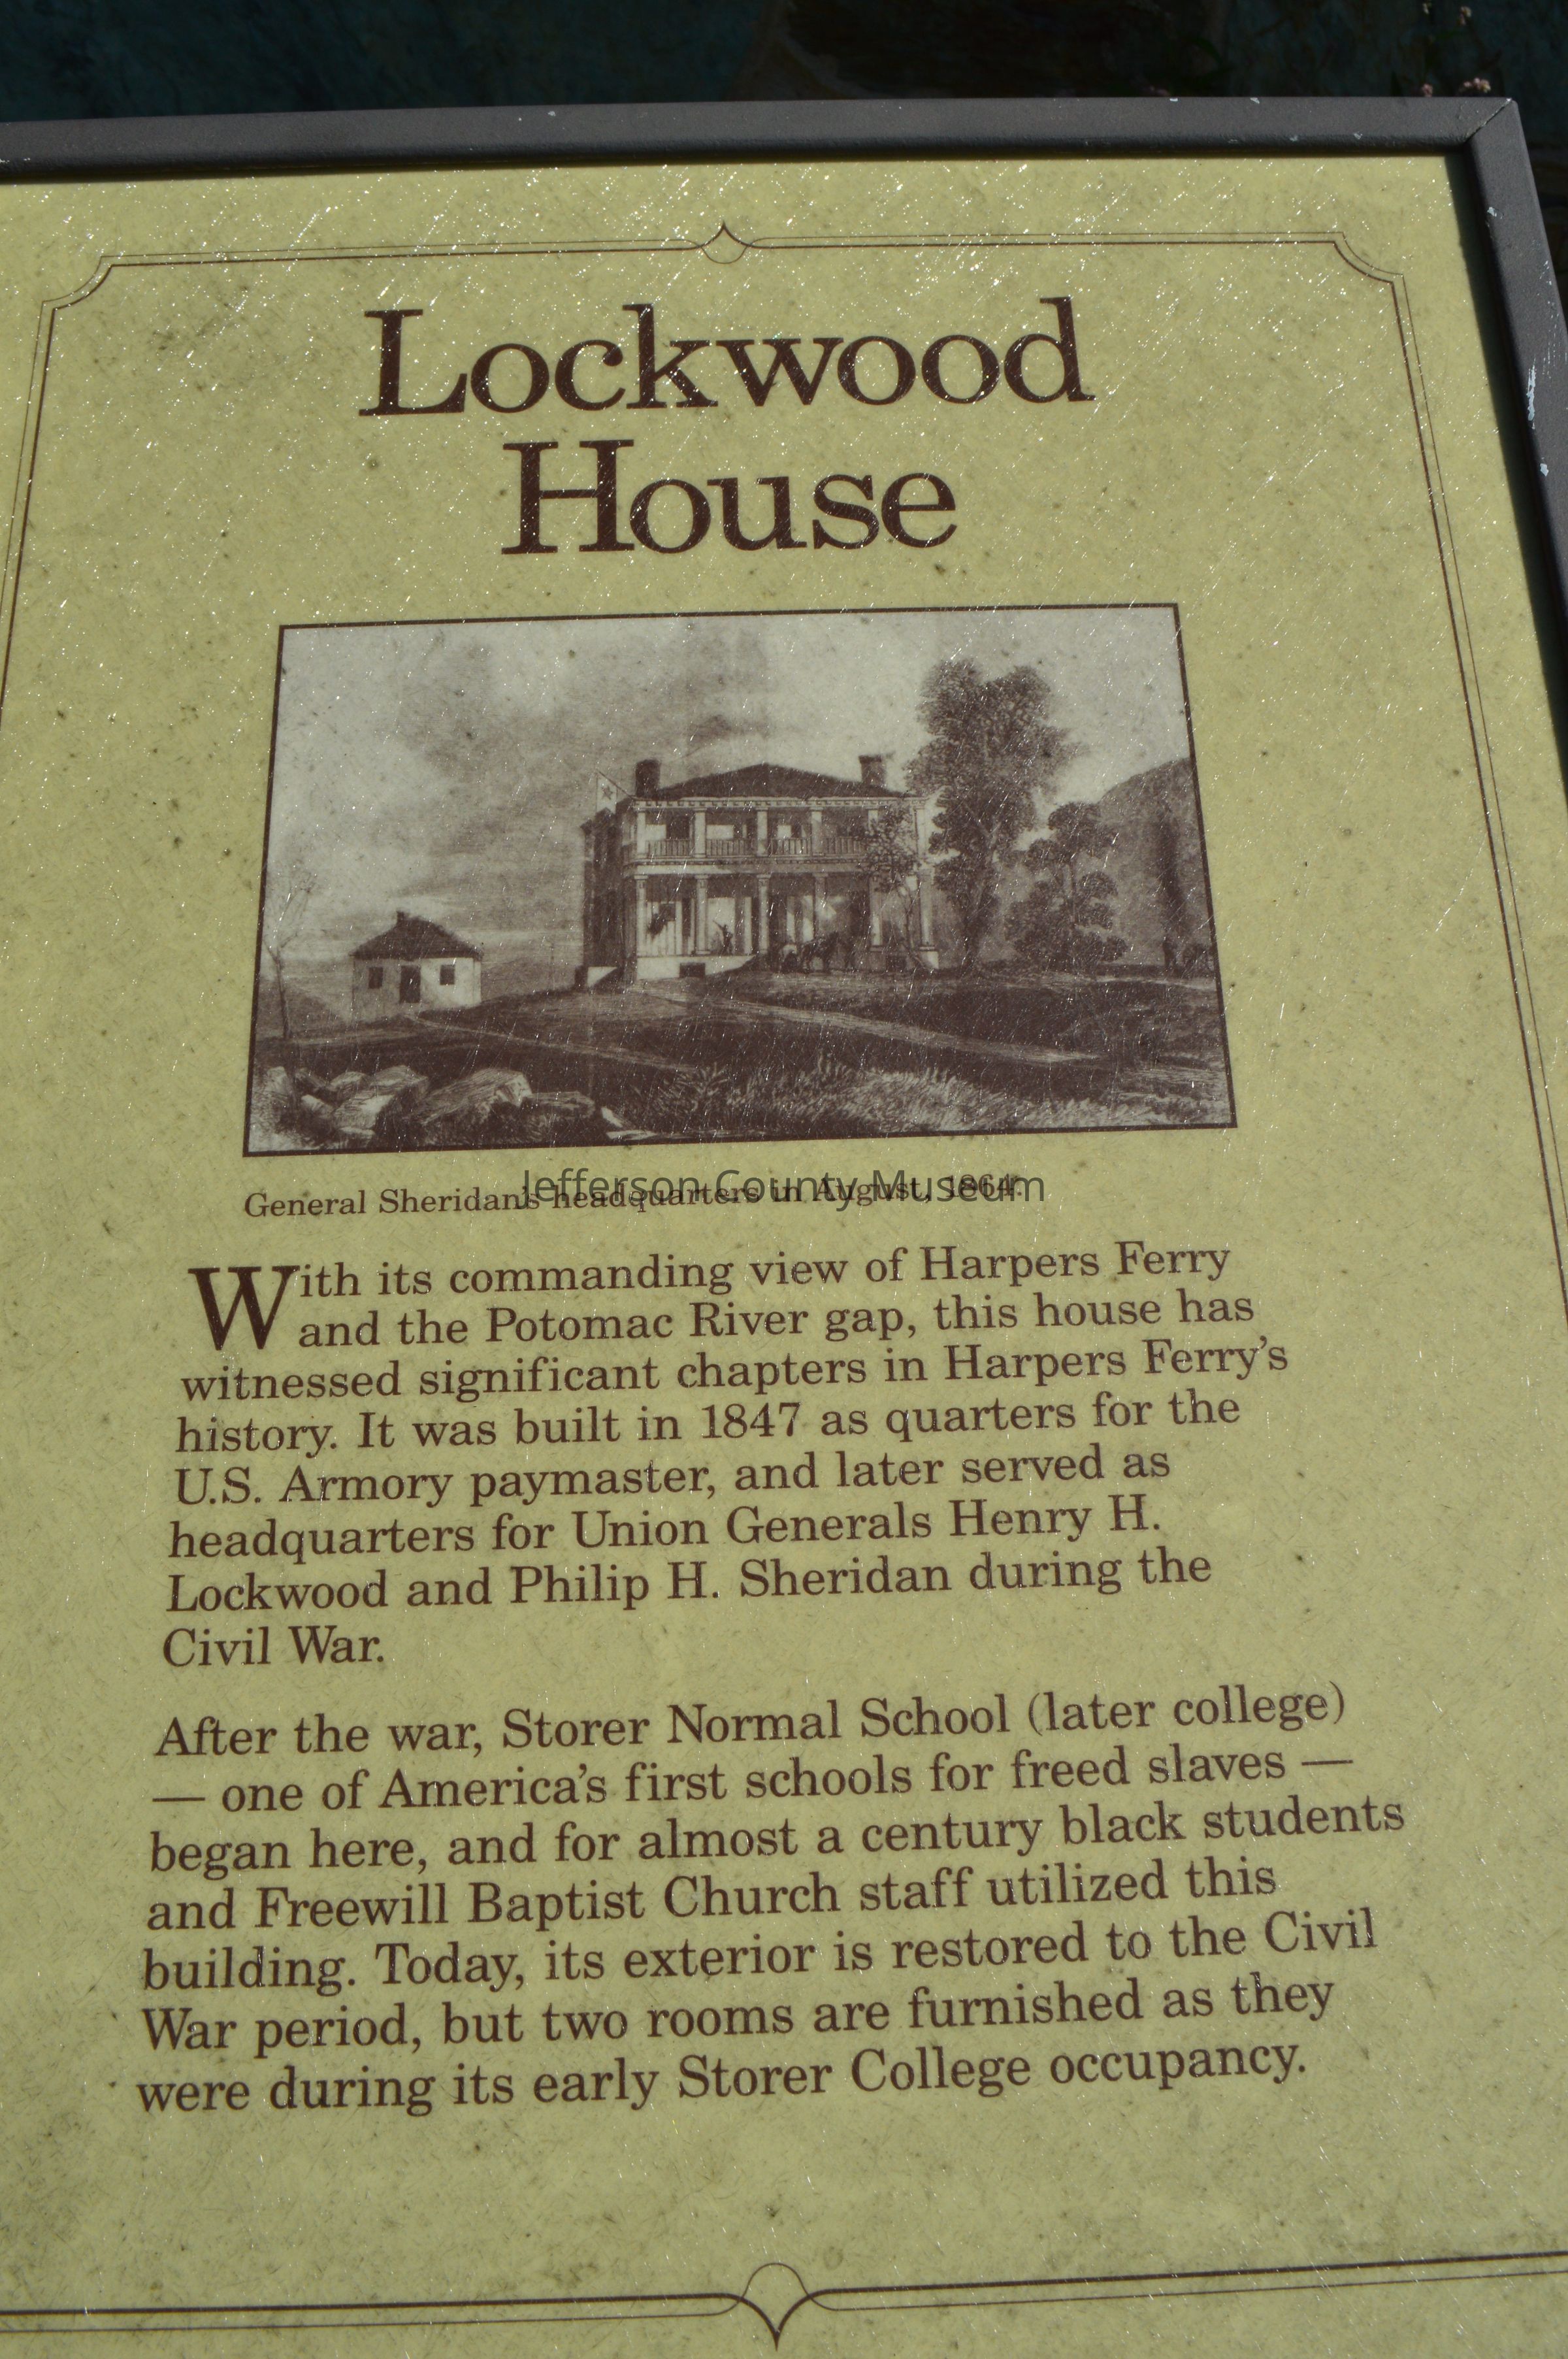 Lockwood
House
General Sheridan's headquarters in August, 1864.
Jefferson County Museum
With its commanding view of Harpers Ferry
and the Potomac River gap, this house has
witnessed significant chapters in Harpers Ferry's
history. It was built in 1847 as quarters for the
U.S. Armory paymaster, and later served as
headquarters for Union Generals Henry H.
Lockwood and Philip H. Sheridan during the
Civil War.
After the war, Storer Normal School (later college)
— one of America's first schools for freed slaves —
began here, and for almost a century black students
and Freewill Baptist Church staff utilized this
building. Today, its exterior is restored to the Civil
War period, but two rooms are furnished as they
were during its early Storer College occupancy.